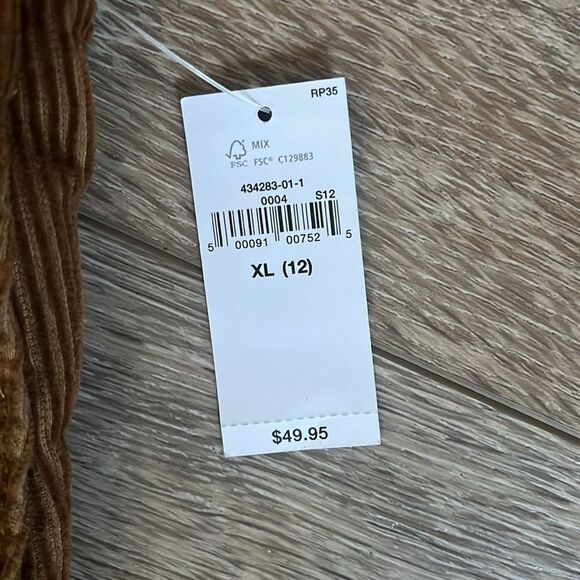 RP35
MIX
FSC FSC® C129883
434283-01-1
0004 S12
5 00091 00752 5
XL (12)
$49.95